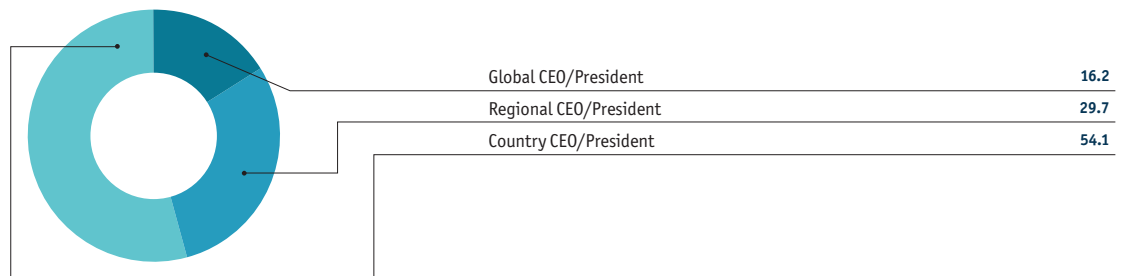 Global CEO/President 16.2
Regional CEO/President 29.7
Country CEO/President 54.1